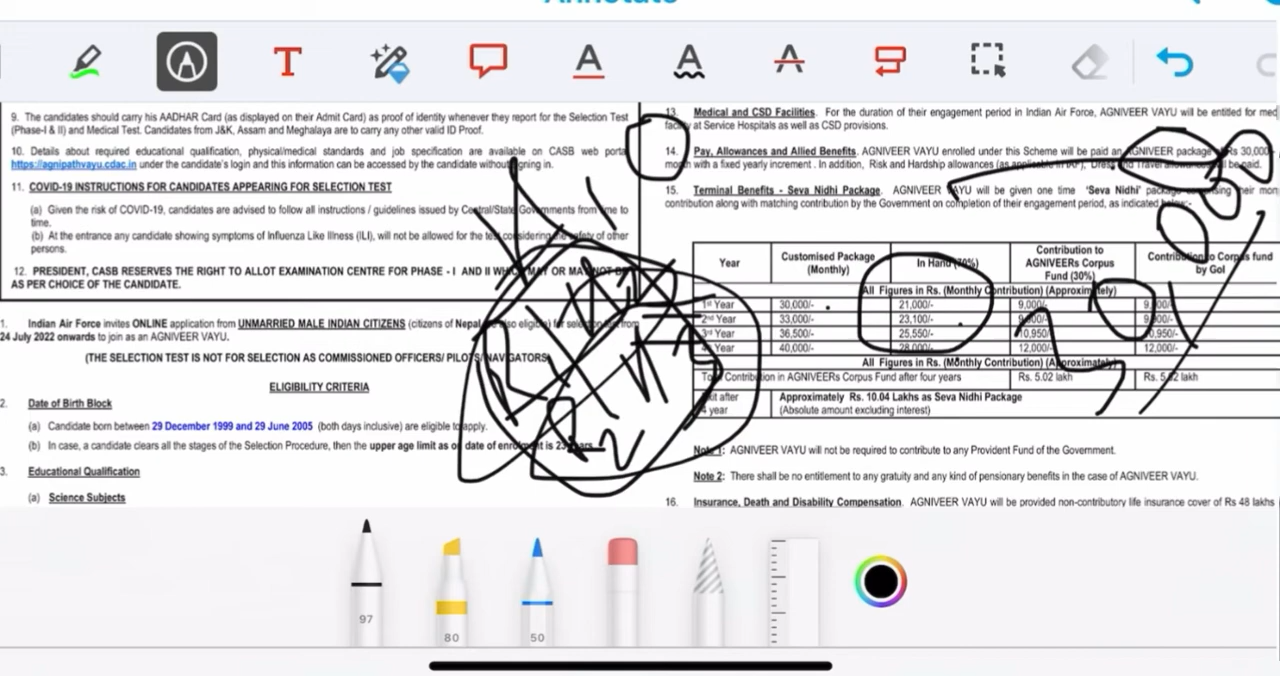 Annotate
9. The candidates should carry his AADHAR Card (as displayed on their Admit Card) as proof of identity whenever they report for the Selection Test
(Phase-I & II) and Medical Test. Candidates from J&K, Assam and Meghalaya are to carry any other valid ID Proof.
10. Details about required educational qualification, physical/medical standards and job specification are available on CASB web portal
https://agnipathvayu.cdac.in under the candidate's login and this information can be accessed by the candidate without
11. COVID-19 INSTRUCTIONS FOR CANDIDATES APPEARING FOR SELECTION TEST
(a) Given the risk of COVID-19, candidates are advised to follow all instructions / guidelines issued by Central/State Governments from time to
time.
(b) At the entrance any candidate showing symptoms of Influenza Like Illness (ILI), will not be allowed for the test considering the safety of other
persons.
12. PRESIDENT, CASB RESERVES THE RIGHT TO ALLOT EXAMINATION CENTRE FOR PHASE - I AND II
AS PER CHOICE OF THE CANDIDATE.
1. Indian Air Force invites ONLINE application from UNMARRIED MALE INDIAN CITIZENS (citizens of Nepal
24 July 2022 onwards to join as an AGNIVEER VAYU.
(THE SELECTION TEST IS NOT FOR SELECTION AS COMMISSIONED OFFICERS/ PILOTS/NAVIGATORS)
ELIGIBILITY CRITERIA
2. Date of Birth Block
(a) Candidate born between 29 December 1999 and 29 June 2005 (both days inclusive) are eligible to apply.
(b) In case, a candidate clears all the stages of the Selection Procedure, then the upper age limit as on date of enrolment is 23
3. Educational Qualification
(a) Science Subjects
13. Medical and CSD Facilities. For the duration of their engagement period in Indian Air Force, AGNIVEER VAYU will be entitled for med
facility at Service Hospitals as well as CSD provisions.
14. Pay, Allowances and Allied Benefits. AGNIVEER VAYU enrolled under this Scheme will be paid an AGNIVEER package of Rs 30,000
month with a fixed yearly increment. In addition, Risk and Hardship allowances
15. Terminal Benefits - Seva Nidhi Package. AGNIVEER VAYU will be given one time 'Seva Nidhi' package their mon
contribution along with matching contribution by the Government on completion of their engagement period, as indicated
Year Customised Package (Monthly) In Hand (70%) Contribution to AGNIVEERs Corpus Fund (30%) Contribution to Corpus fund by GoI
All Figures in Rs. (Monthly Contribution) (Approximately)
1st Year 30,000/- 21,000/- 9,000/-
2nd Year 33,000/- 23,100/-
3rd Year 36,500/- 25,550/- 10,950/- 10,950/-
Year 40,000/- 28,000/- 12,000/- 12,000/-
All Figures in Rs. (Monthly Contribution) (Approximately)
Total Contribution in AGNIVEERs Corpus Fund after four years Rs. 5.02 lakh Rs. 5.02 lakh
after Approximately Rs. 10.04 Lakhs as Seva Nidhi Package
year (Absolute amount excluding interest)
Note 1: AGNIVEER VAYU will not be required to contribute to any Provident Fund of the Government.
Note 2: There shall be no entitlement to any gratuity and any kind of pensionary benefits in the case of AGNIVEER VAYU.
16. Insurance, Death and Disability Compensation. AGNIVEER VAYU will be provided non-contributory life insurance cover of Rs 48 lakhs
97
80
50